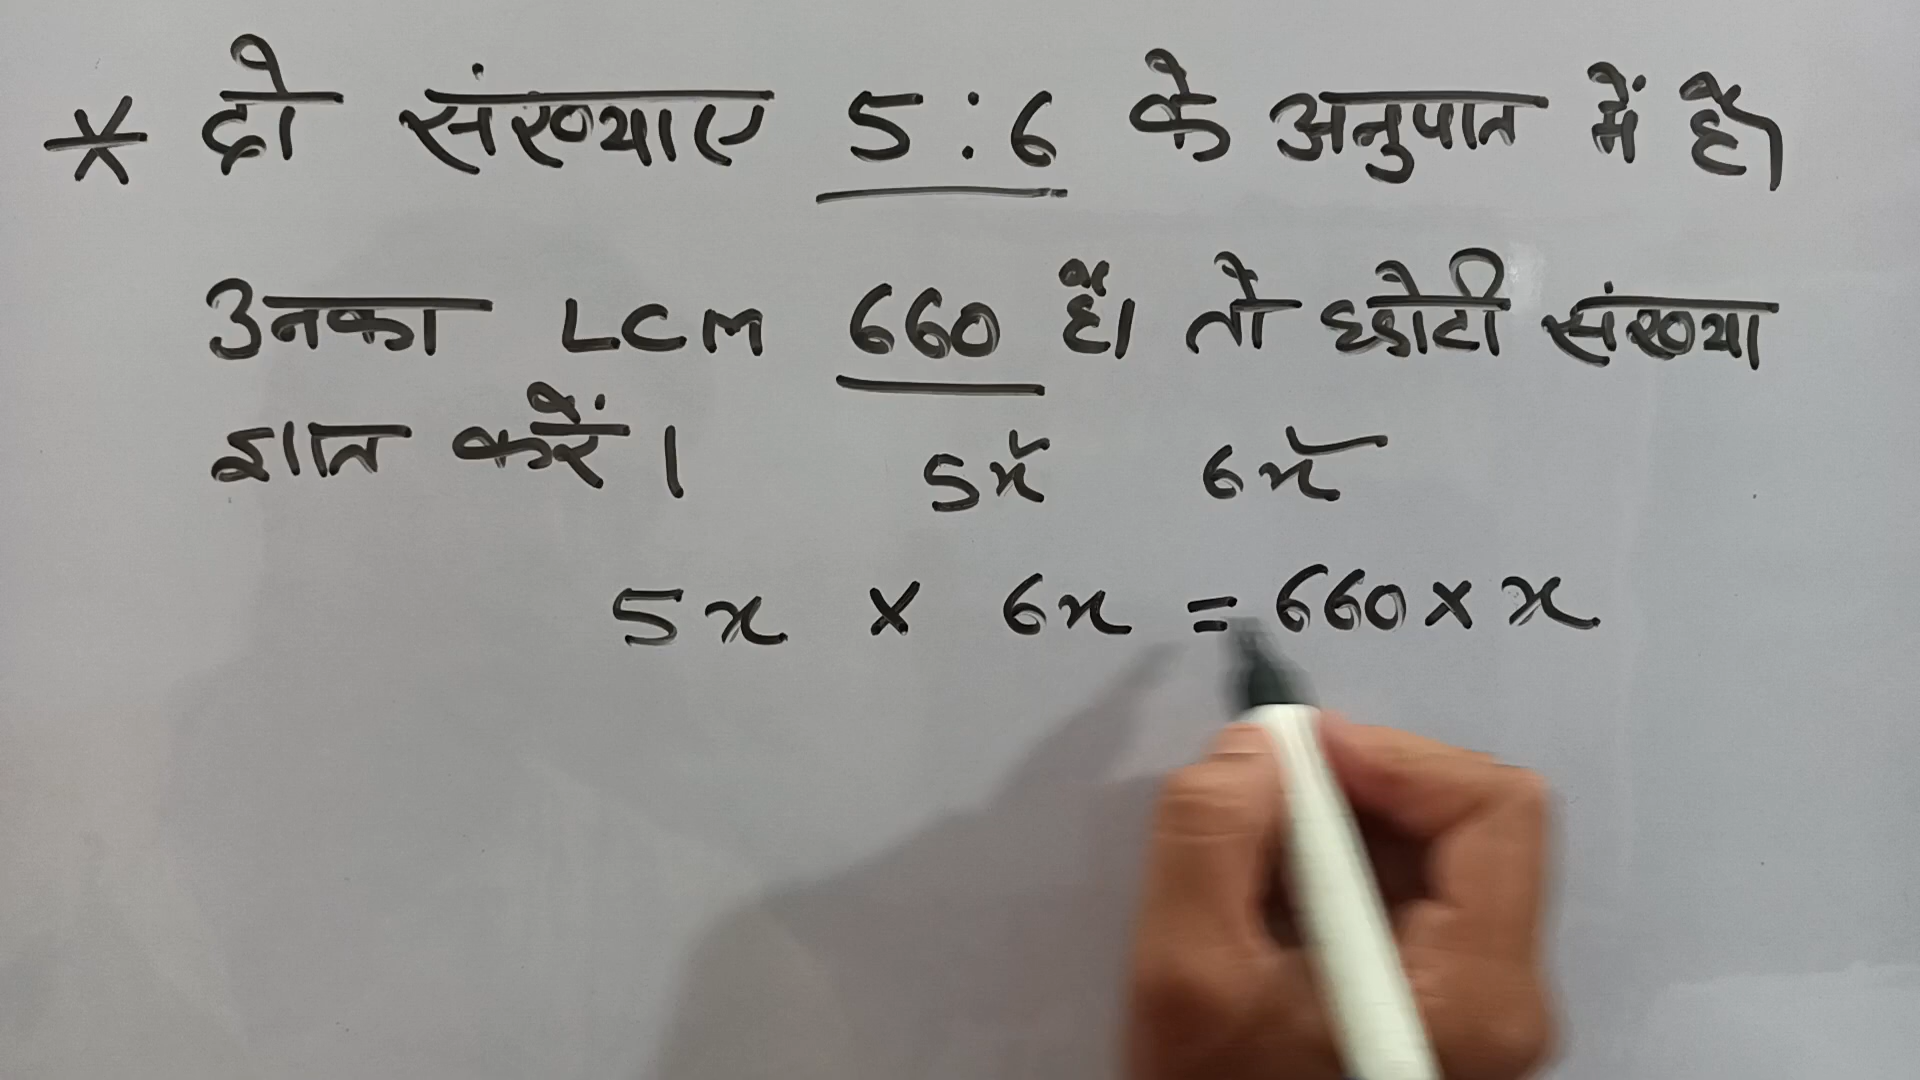 * दो संख्याए 5:6 के अनुपात में है।
उनका LCM 660 है। तो छोटी संख्या
ज्ञात करें। 5x 6x
5x × 6x = 660 × x